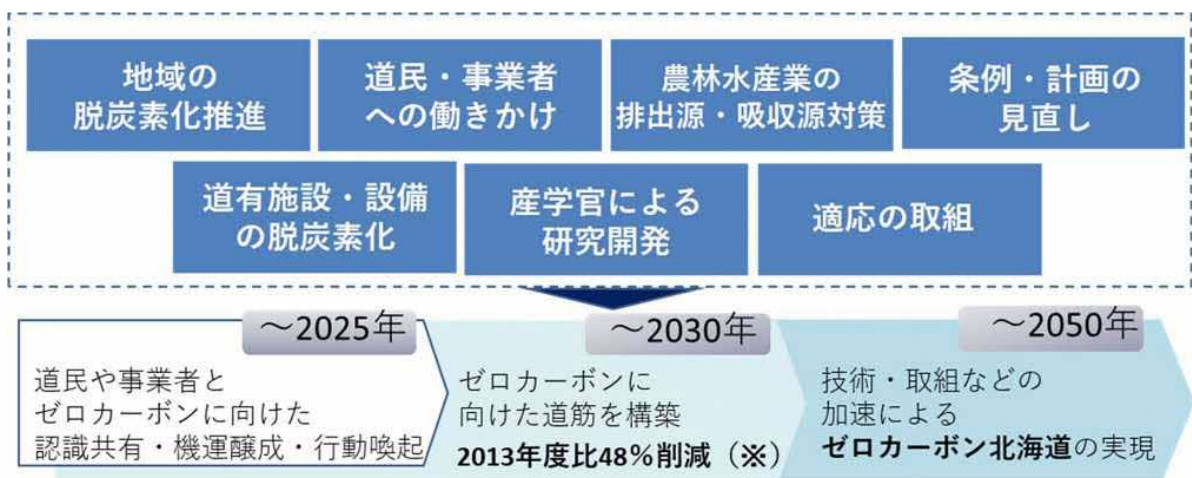 地域の
脱炭素化推進
道民・事業者
への働きかけ
農林水産業の
排出源・吸収源対策
条例・計画の
見直し
道有施設・設備
の脱炭素化
産学官による
研究開発
適応の取組
～2025年
道民や事業者と
ゼロカーボンに向けた
認識共有・機運醸成・行動喚起
～2030年
ゼロカーボンに
向けた道筋を構築
2013年度比48％削減（※）
～2050年
技術・取組などの
加速による
ゼロカーボン北海道の実現